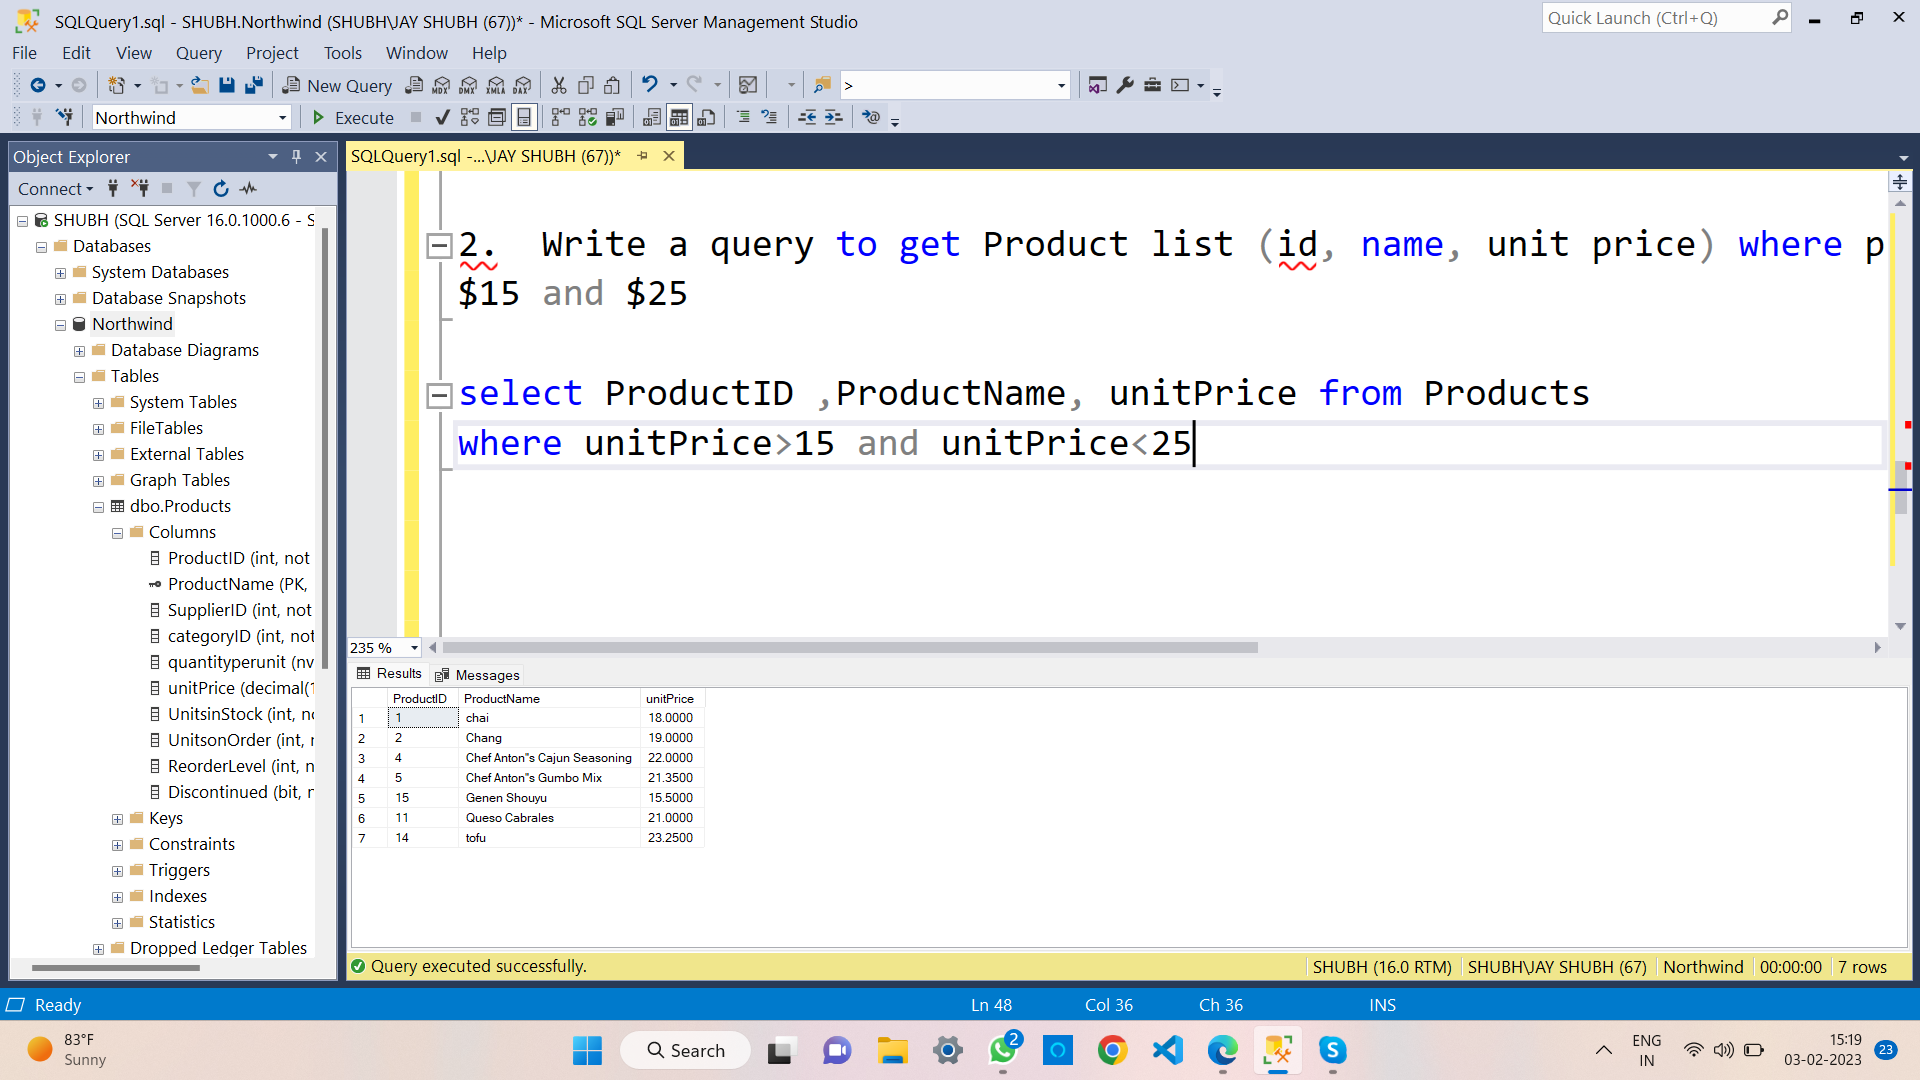 SQLQuery1.sql - SHUBH.Northwind (SHUBH\JAY SHUBH (67))* - Microsoft SQL Server Management Studio
Quick Launch (Ctrl+Q)
File Edit View Query Project Tools Window Help
New Query MDX DMX XMLA DAX >
Northwind Execute
Object Explorer
SQLQuery1.sql -...\JAY SHUBH (67))*
Connect
SHUBH (SQL Server 16.0.1000.6 - S
Databases
System Databases
Database Snapshots
Northwind
Database Diagrams
Tables
System Tables
FileTables
External Tables
Graph Tables
dbo.Products
Columns
ProductID (int, not
ProductName (PK,
SupplierID (int, not
categoryID (int, not
quantityperunit (nv
unitPrice (decimal(1
UnitsinStock (int, no
UnitsonOrder (int, r
ReorderLevel (int, n
Discontinued (bit, r
Keys
Constraints
Triggers
Indexes
Statistics
Dropped Ledger Tables
2. Write a query to get Product list (id, name, unit price) where p
$15 and $25
select ProductID ,ProductName, unitPrice from Products
where unitPrice>15 and unitPrice<25
235 %
Results Messages
ProductID ProductName unitPrice
1 1 chai 18.0000
2 2 Chang 19.0000
3 4 Chef Anton"s Cajun Seasoning 22.0000
4 5 Chef Anton"s Gumbo Mix 21.3500
5 15 Genen Shouyu 15.5000
6 11 Queso Cabrales 21.0000
7 14 tofu 23.2500
Query executed successfully. SHUBH (16.0 RTM) SHUBH\JAY SHUBH (67) Northwind 00:00:00 7 rows
Ready Ln 48 Col 36 Ch 36 INS
83°F
Sunny
Search
2
ENG
IN
15:19
03-02-2023
23